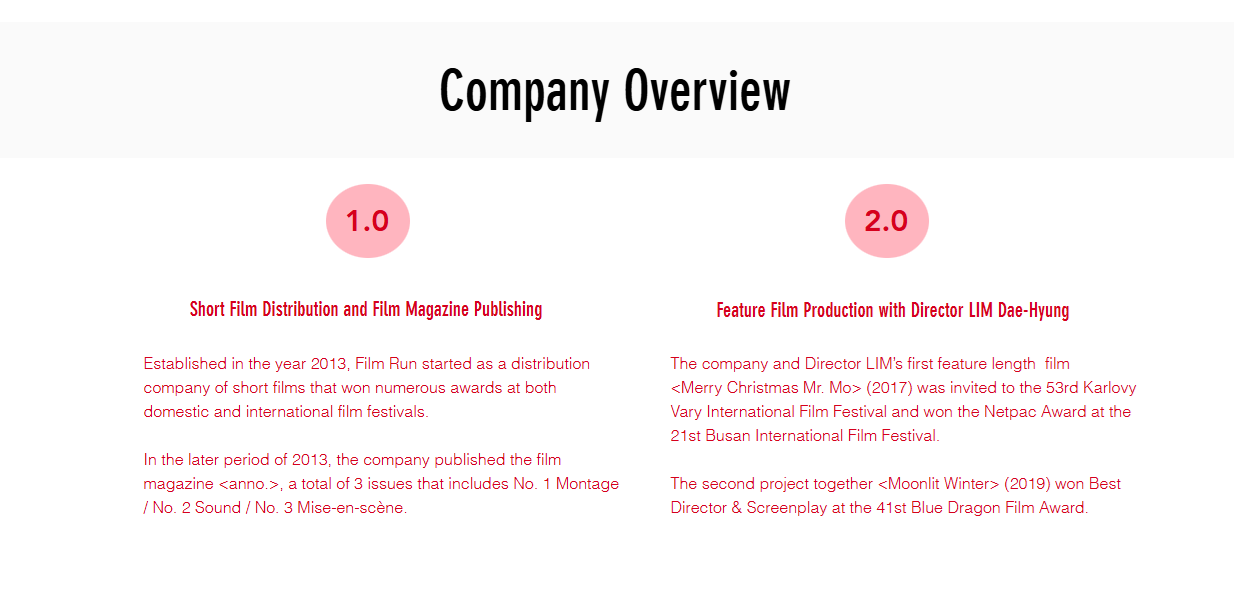 Company Overview
1.0
Short Film Distribution and Film Magazine Publishing
Established in the year 2013, Film Run started as a distribution
company of short films that won numerous awards at both
domestic and international film festivals.
In the later period of 2013, the company published the film
magazine <anno.>, a total of 3 issues that includes No. 1 Montage
/ No. 2 Sound / No. 3 Mise-en-scène.
2.0
Feature Film Production with Director LIM Dae-Hyung
The company and Director LIM's first feature length  film
<Merry Christmas Mr. Mo> (2017) was invited to the 53rd Karlovy
Vary International Film Festival and won the Netpac Award at the
21st Busan International Film Festival.
The second project together <Moonlit Winter> (2019) won Best
Director & Screenplay at the 41st Blue Dragon Film Award.